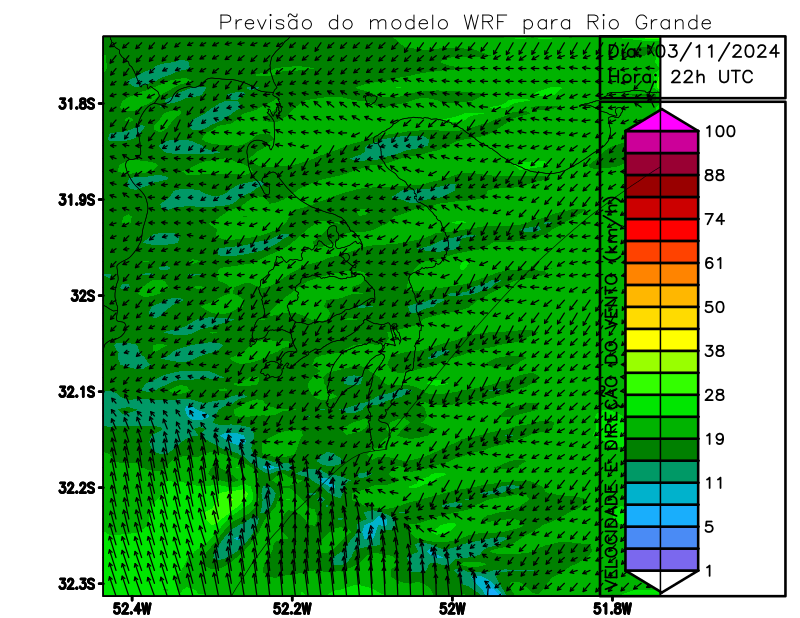 Previsão do modelo WRF para Rio Grande
Dia: 03/11/2024
Hora: 22h UTC
31.8S
31.9S
32S
32.1S
32.2S
32.3S
52.4W
52.2W
52W
51.8W
VELOCIDADE E DIREÇÃO DO VENTO (km/h)
100
88
74
61
50
38
28
19
11
5
1